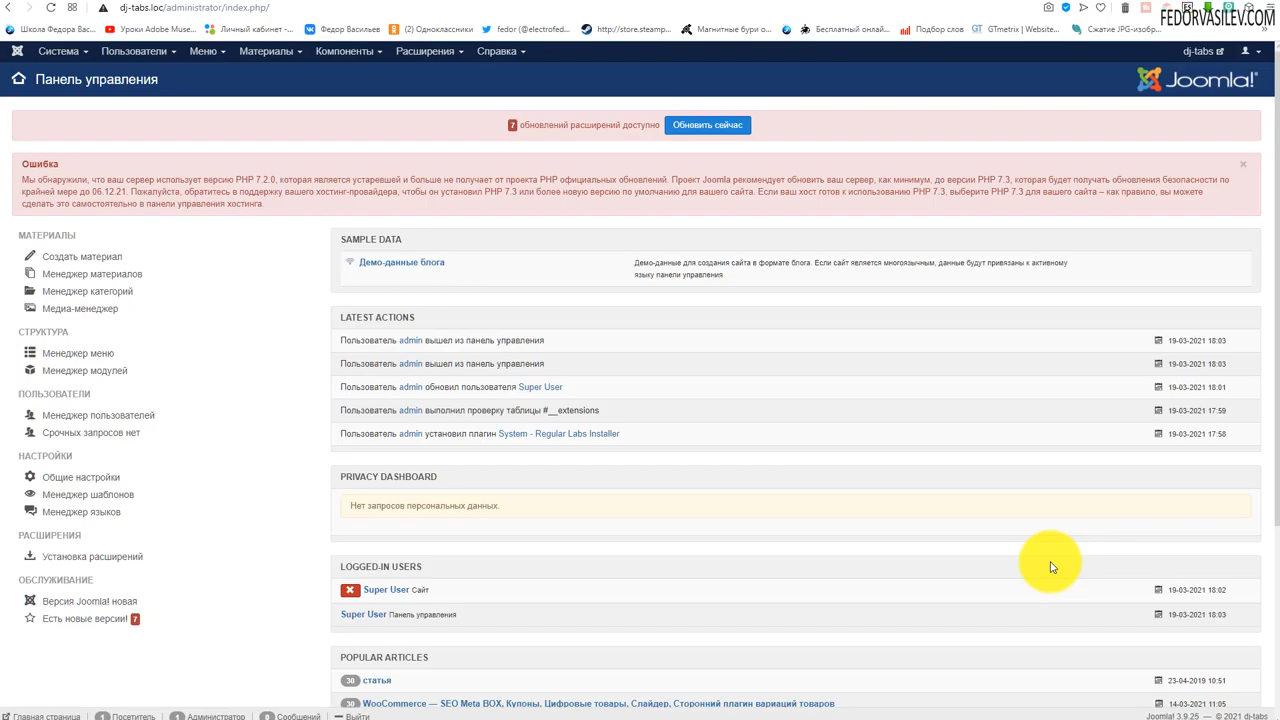 dj-tabs.loc/administrator/index.php/
FEDORVASILEV.COM
Школа Федора Вас... Уроки Adobe Muse... Личный кабинет -... Федор Васильев (2) Одноклассники fedor (@electrofed... http://store.steamp... Магнитные бури о... Бесплатный онлай... Подбор слов GTmetrix | Website... Сжатие JPG-изобр... »
Система Пользователи Меню Материалы Компоненты Расширения Справка dj-tabs
Панель управления Joomla!
7 обновлений расширений доступно Обновить сейчас
Ошибка
Мы обнаружили, что ваш сервер использует версию PHP 7.2.0, которая является устаревшей и больше не получает от проекта PHP официальных обновлений. Проект Joomla рекомендует обновить ваш сервер, как минимум, до версии PHP 7.3, которая будет получать обновления безопасности по
крайней мере до 06.12.21. Пожалуйста, обратитесь в поддержку вашего хостинг-провайдера, чтобы он установил PHP 7.3 или более новую версию по умолчанию для вашего сайта. Если ваш хост готов к использованию PHP 7.3, выберите PHP 7.3 для вашего сайта – как правило, вы можете
сделать это самостоятельно в панели управления хостинга.
МАТЕРИАЛЫ
Создать материал
Менеджер материалов
Менеджер категорий
Медиа-менеджер
СТРУКТУРА
Менеджер меню
Менеджер модулей
ПОЛЬЗОВАТЕЛИ
Менеджер пользователей
Срочных запросов нет
НАСТРОЙКИ
Общие настройки
Менеджер шаблонов
Менеджер языков
РАСШИРЕНИЯ
Установка расширений
ОБСЛУЖИВАНИЕ
Версия Joomla! новая
Есть новые версии! 7
SAMPLE DATA
Демо-данные блога Демо-данные для создания сайта в формате блога. Если сайт является многоязычным, данные будут привязаны к активному
языку панели управления.
LATEST ACTIONS
Пользователь admin вышел из панель управления 19-03-2021 18:03
Пользователь admin вышел из панель управления 19-03-2021 18:03
Пользователь admin обновил пользователя Super User 19-03-2021 18:01
Пользователь admin выполнил проверку таблицы #__extensions 19-03-2021 17:59
Пользователь admin установил плагин System - Regular Labs Installer 19-03-2021 17:58
PRIVACY DASHBOARD
Нет запросов персональных данных.
LOGGED-IN USERS
Super User Сайт 19-03-2021 18:02
Super User Панель управления 19-03-2021 18:03
POPULAR ARTICLES
30 статья 23-04-2019 10:51
30 WooCommerce — SEO Meta BOX, Купоны, Цифровые товары, Слайдер, Сторонний плагин вариаций товаров 14-03-2021 11:05
Главная страница 1 Посетитель 1 Администратор 0 Сообщений Выйти Joomla! 3.9.25 — © 2021 dj-tabs